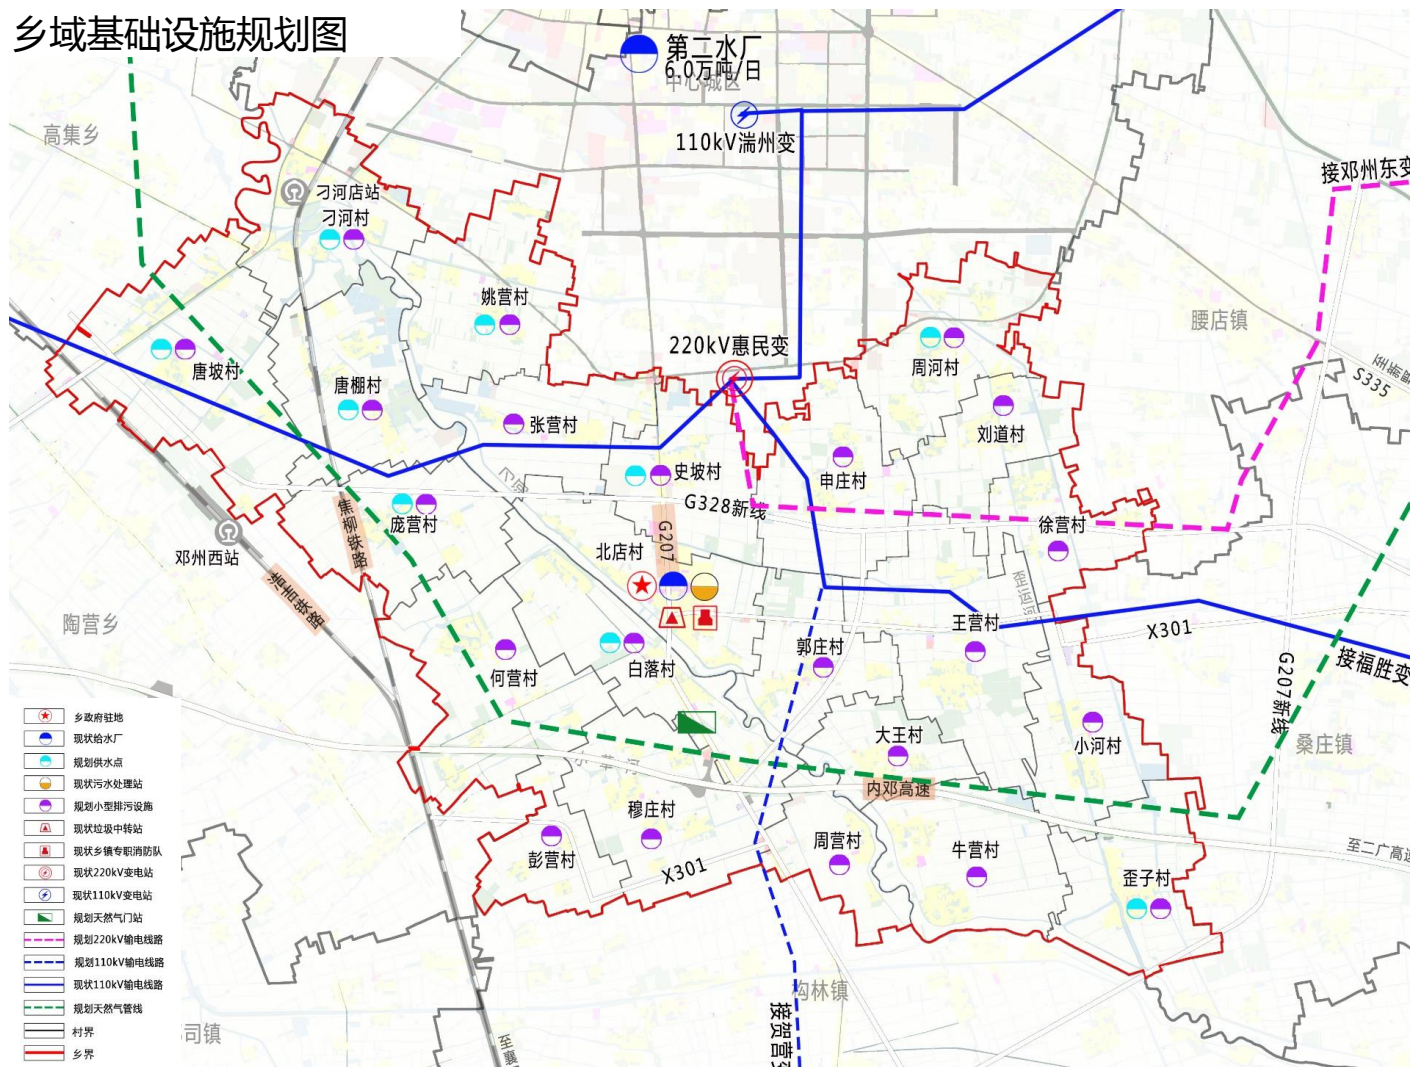 乡域基础设施规划图
第二水厂
6.0万吨/日
中心城区
110kV湍州变
高集乡
接邓州东变
刁河店站
刁河村
姚营村
腰店镇
220kV惠民变
周河村
唐坡村
唐棚村
S335
张营村
刘道村
史坡村
申庄村
刁河
G328新线
庞营村
焦柳铁路
徐营村
G207
北店村
邓州西站
浩吉铁路
陶营乡
王营村
X301
郭庄村
白落村
何营村
接福胜变
G207新线
大王村
小河村
桑庄镇
小草河
内邓高速
穆庄村
彭营村
周营村
牛营村
至二广高速
X301
歪子村
构林镇
接贺营变
司镇
至襄
乡政府驻地
现状给水厂
规划供水点
现状污水处理站
规划小型排污设施
现状垃圾中转站
现状乡镇专职消防队
现状220kV变电站
现状110kV变电站
规划天然气门站
规划220kV输电线路
规划110kV输电线路
现状110kV输电线路
规划天然气管线
村界
乡界